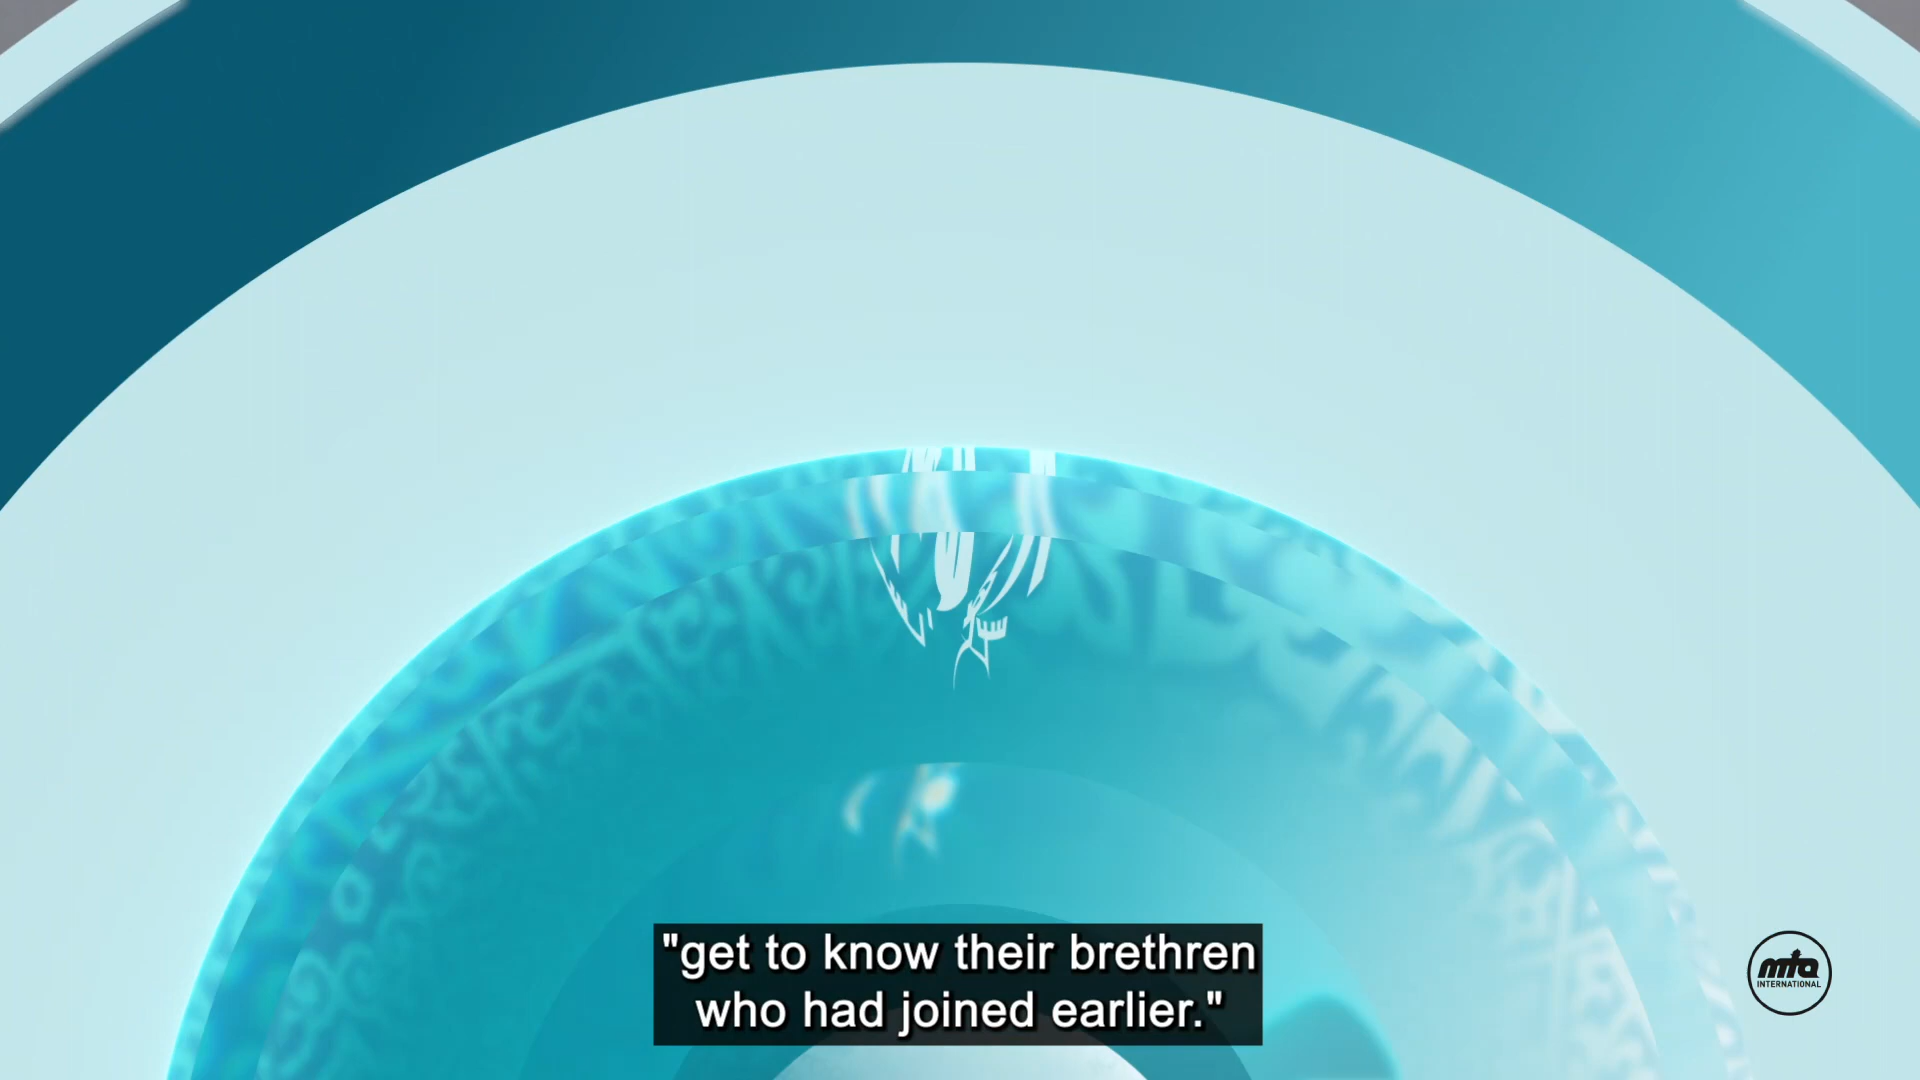 "get to know their brethren
who had joined earlier."
mta
INTERNATIONAL